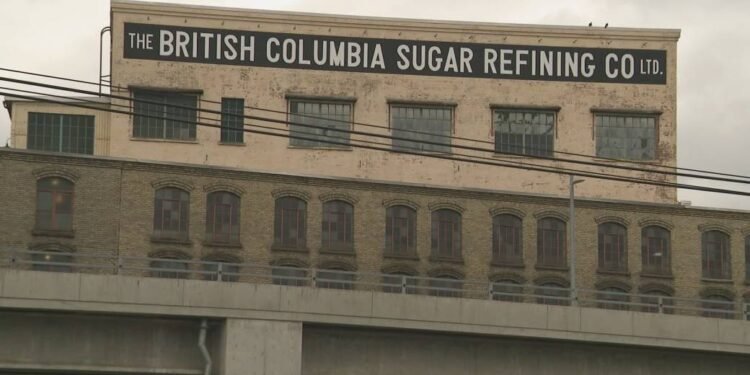 THE BRITISH COLUMBIA SUGAR REFINING CO LTD.